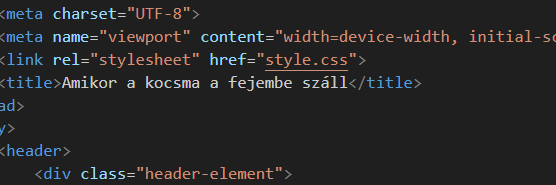 <meta charset="UTF-8">
<meta name="viewport" content="width=device-width, initial-sc
<link rel="stylesheet" href="style.css">
<title>Amikor a kocsma a fejembe száll</title>
ad>
y>
<header>
<div class="header-element">